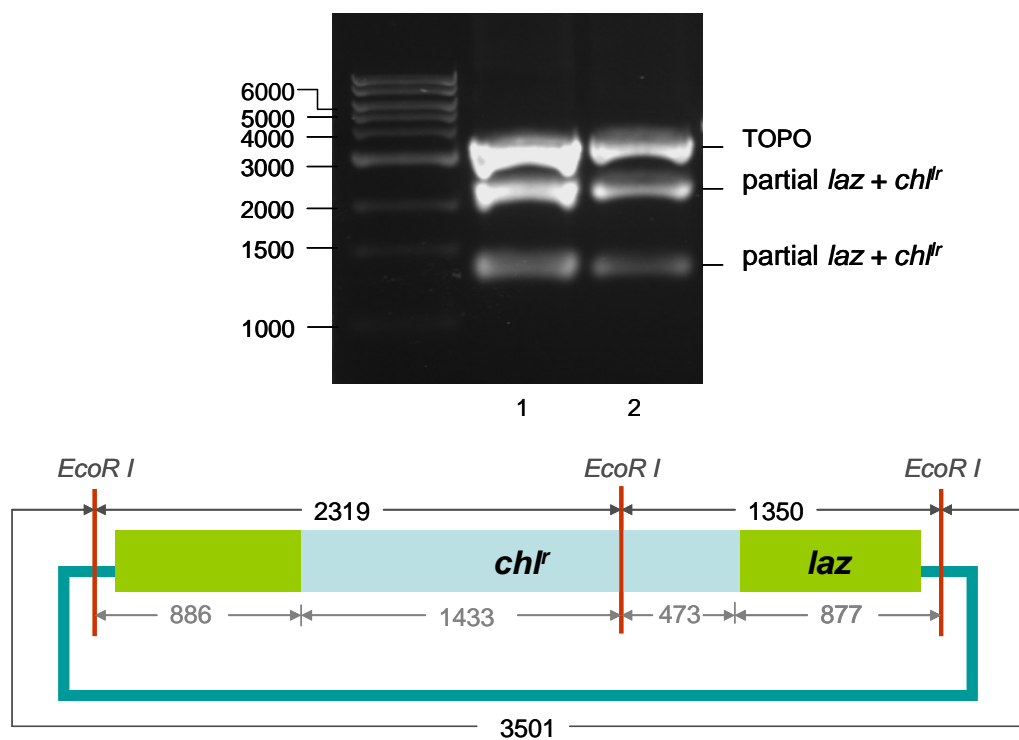 6000
5000
4000
3000
2000
1500
1000
TOPO
partial laz + chlʳ
partial laz + chlʳ
1 2
EcoR I EcoR I EcoR I
2319 1350
chlʳ laz
886 1433 473 877
3501